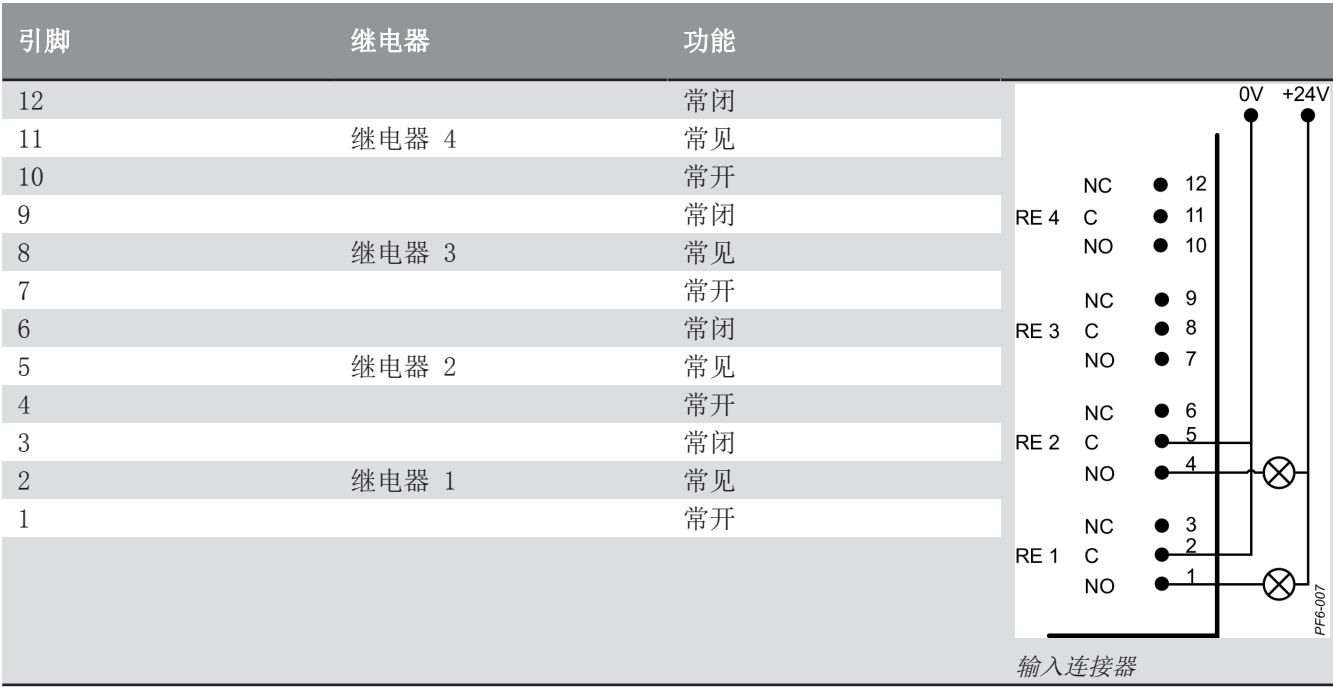 引脚 继电器 功能
12 常闭
11 继电器 4 常见
10 常开
9 常闭
8 继电器 3 常见
7 常开
6 常闭
5 继电器 2 常见
4 常开
3 常闭
2 继电器 1 常见
1 常开
0V +24V
NC 12
RE 4 C 11
NO 10
NC 9
RE 3 C 8
NO 7
NC 6
RE 2 C 5
NO 4
NC 3
RE 1 C 2
NO 1
PF6-007
输入连接器